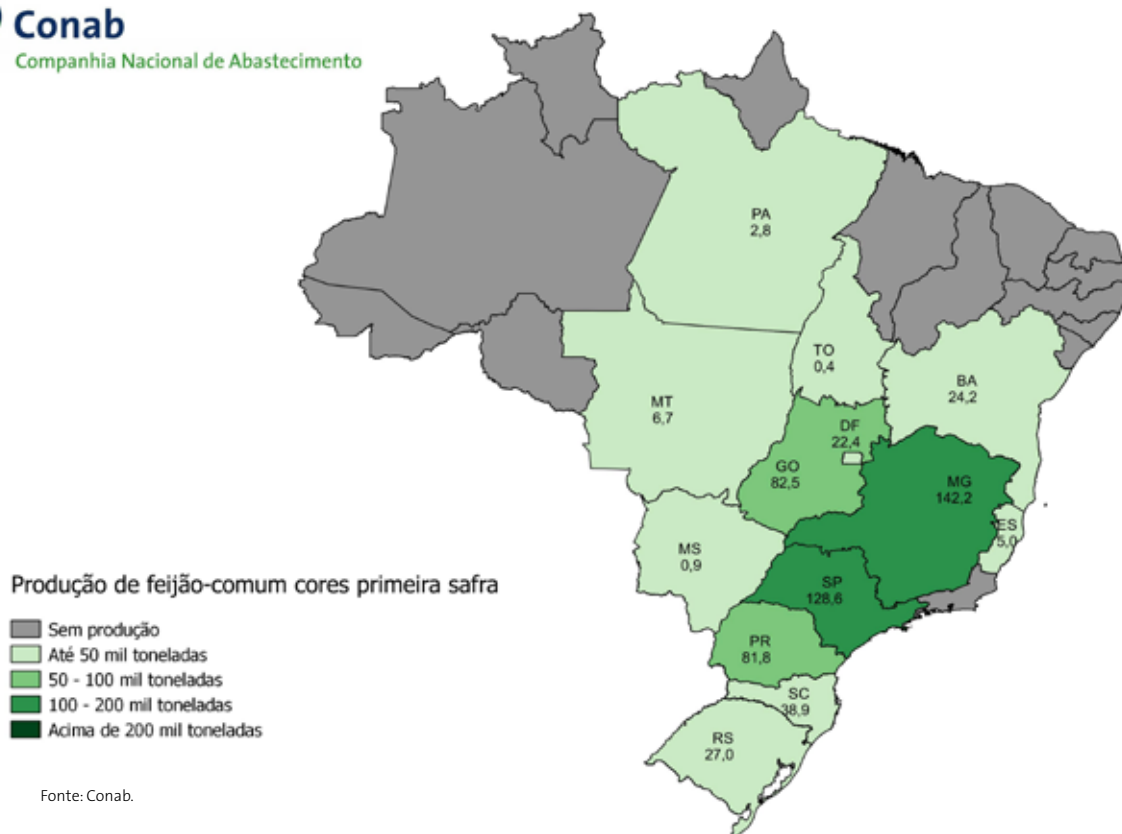 Conab
Companhia Nacional de Abastecimento
PA
2,8
TO
0,4
BA
24,2
MT
6,7
DF
22,4
GO
82,5
MG
142,2
ES
5,0
MS
0,9
SP
128,6
PR
81,8
SC
38,9
RS
27,0
Produção de feijão-comum cores primeira safra
Sem produção
Até 50 mil toneladas
50 - 100 mil toneladas
100 - 200 mil toneladas
Acima de 200 mil toneladas
Fonte: Conab.